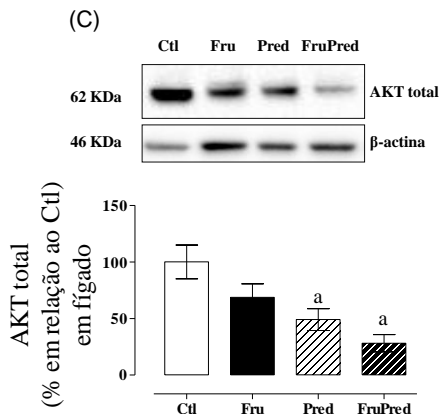 (C)
Ctl Fru Pred FruPred
62 KDa AKT total
46 KDa β-actina
AKT total
(% em relação ao Ctl)
em fígado
150
100
50
0
a
a
Ctl Fru Pred FruPred